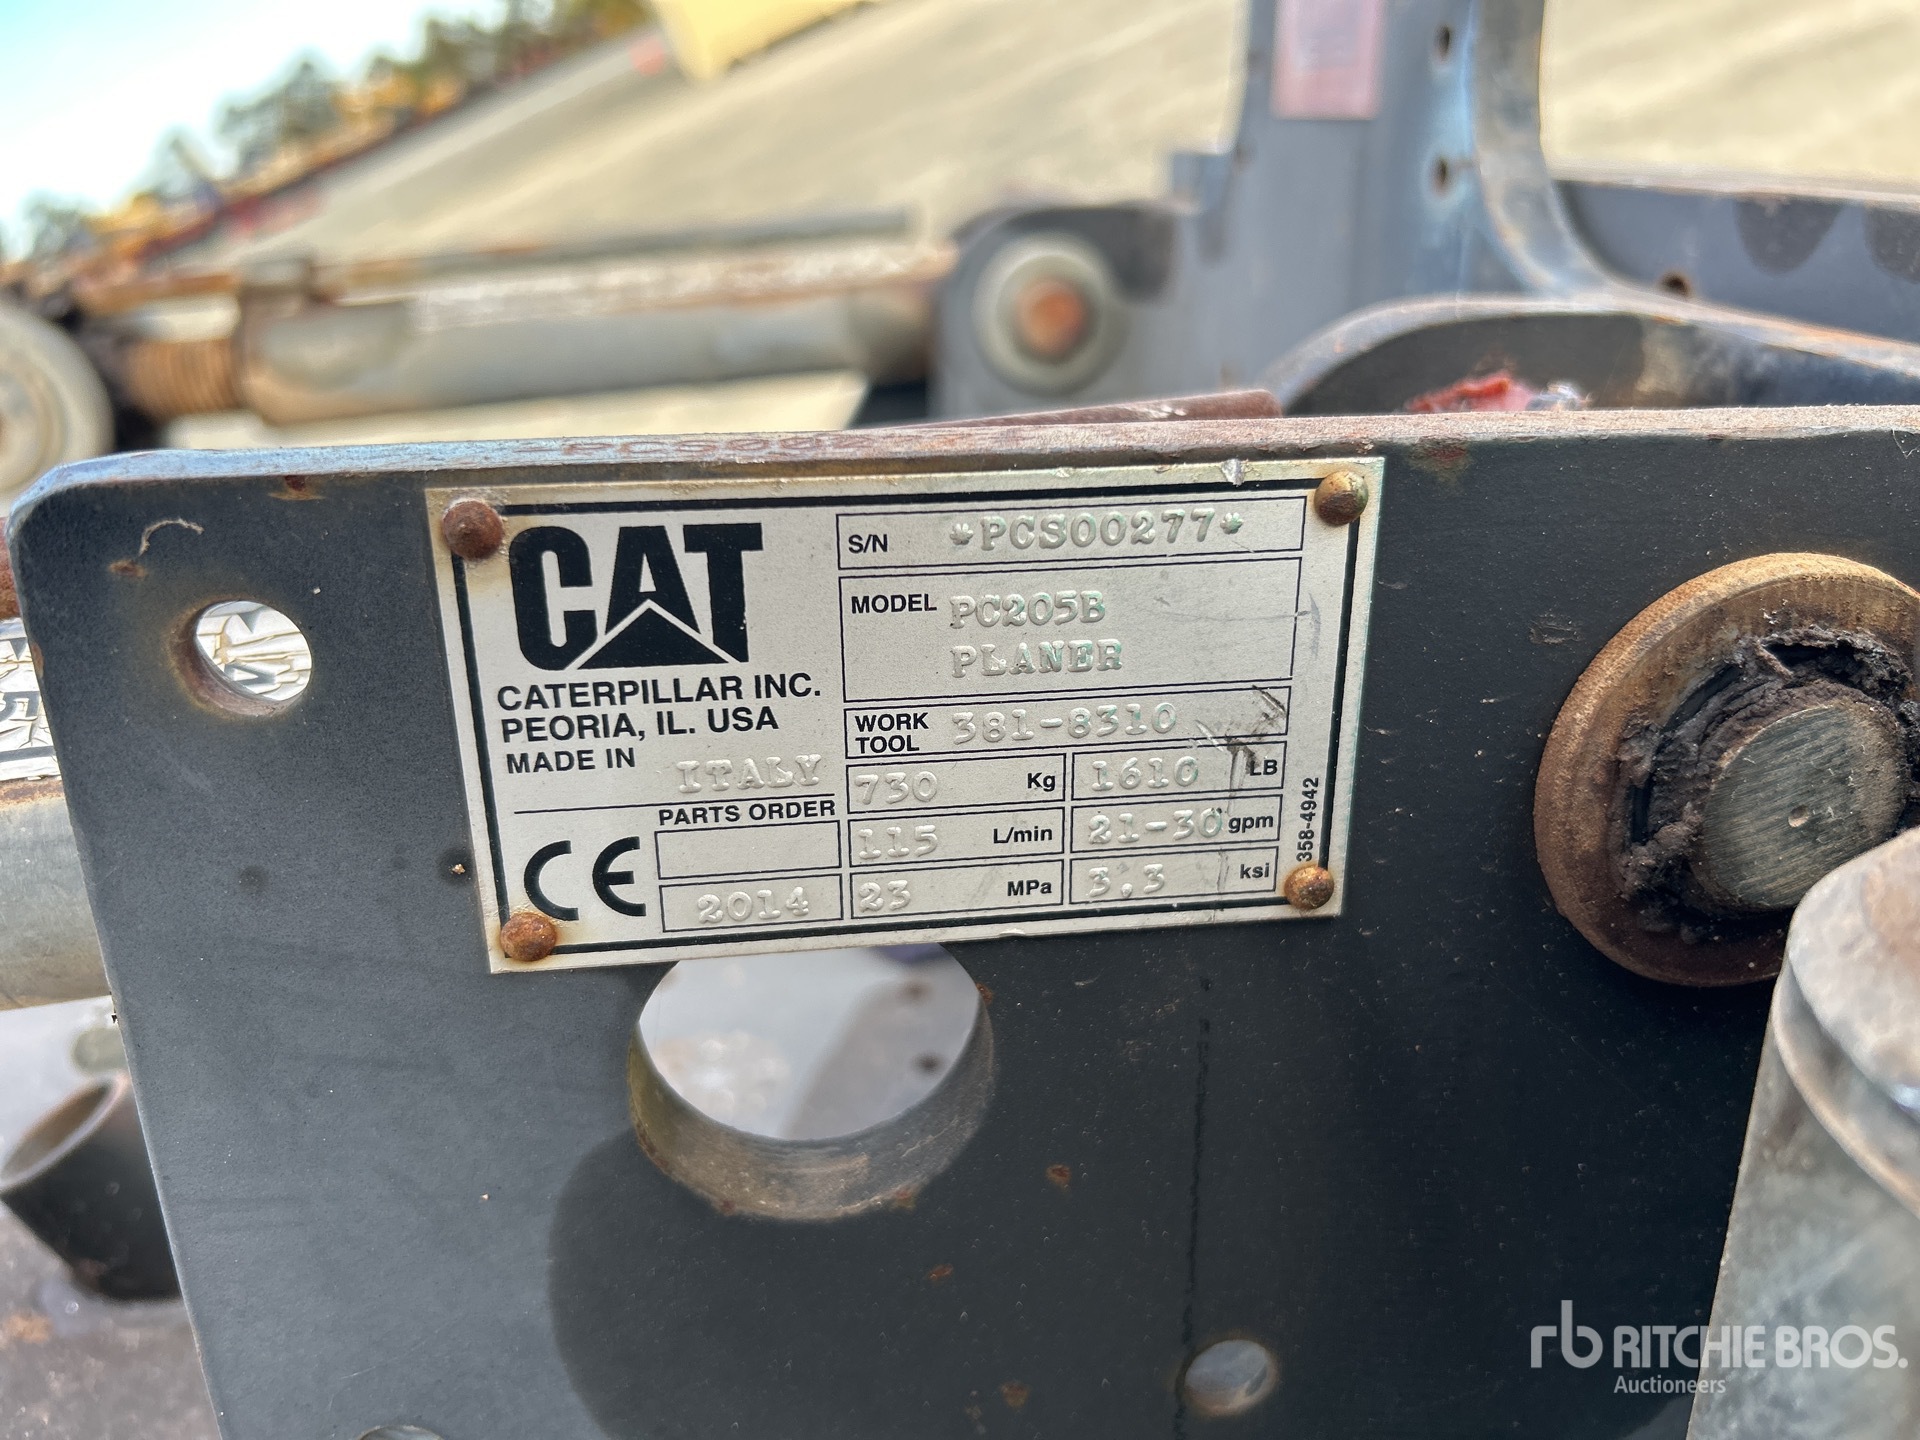 CAT
CATERPILLAR INC.
PEORIA, IL. USA
MADE IN ITALY
PARTS ORDER
2014
CE
S/N *PCS00277*
MODEL PC205B
PLANER
WORK TOOL 381-8310
730 Kg 1610 LB
115 L/min 21-30 gpm
23 MPa 3,3 ksi
358-4942
5
rb RITCHIE BROS.
Auctioneers